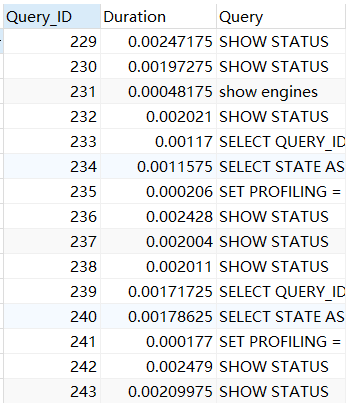 Query_ID Duration Query
229 0.00247175 SHOW STATUS
230 0.00197275 SHOW STATUS
231 0.00048175 show engines
232 0.002021 SHOW STATUS
233 0.00117 SELECT QUERY_ID
234 0.0011575 SELECT STATE AS
235 0.000206 SET PROFILING =
236 0.002428 SHOW STATUS
237 0.002004 SHOW STATUS
238 0.002011 SHOW STATUS
239 0.00171725 SELECT QUERY_ID
240 0.00178625 SELECT STATE AS
241 0.000177 SET PROFILING =
242 0.002479 SHOW STATUS
243 0.00209975 SHOW STATUS